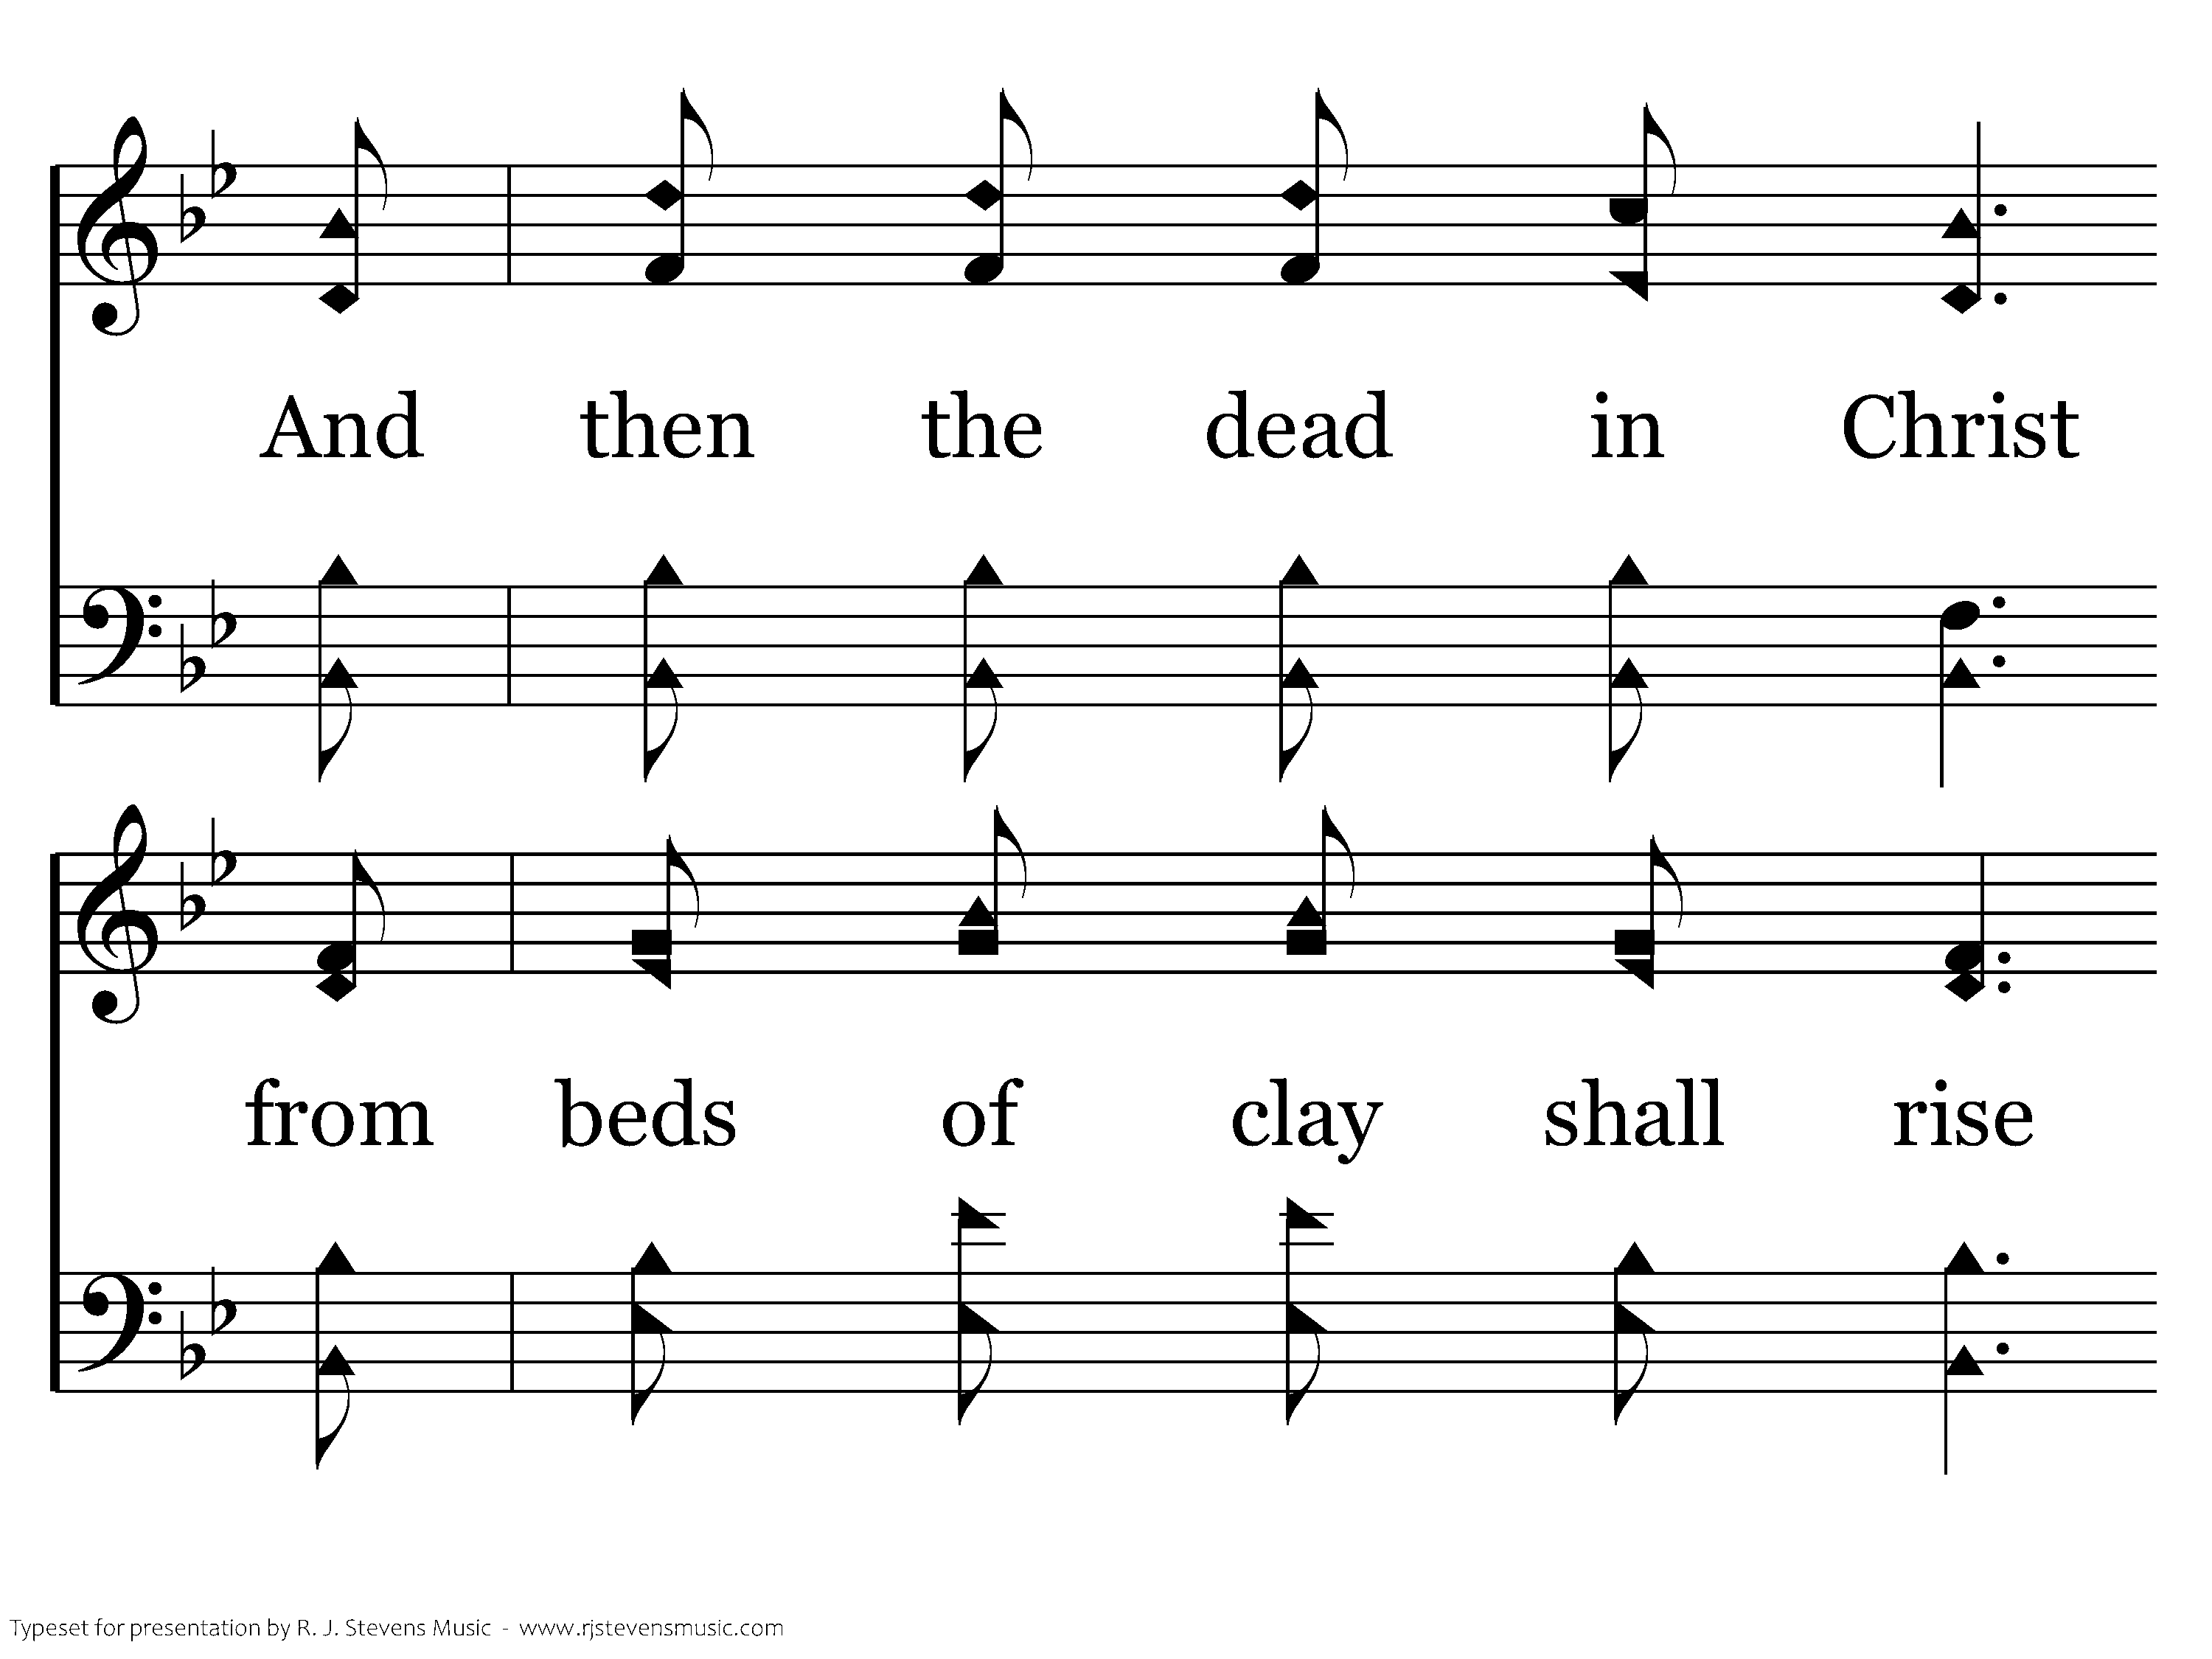 And then the dead in Christ
from beds of clay shall rise
Typeset for presentation by R. J. Stevens Music - www.rjstevensmusic.com